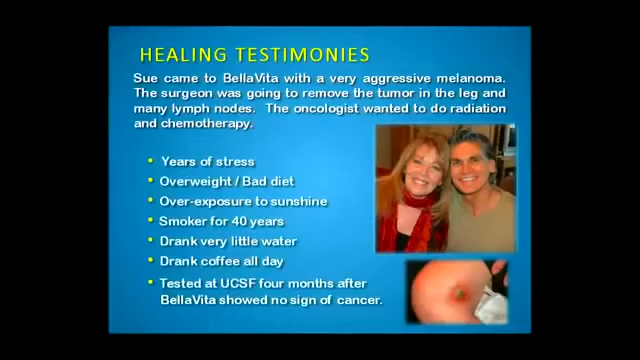 HEALING TESTIMONIES
Sue came to BellaVita with a very aggressive melanoma.
The surgeon was going to remove the tumor in the leg and
many lymph nodes. The oncologist wanted to do radiation
and chemotherapy.
• Years of stress
• Overweight / Bad diet
• Over-exposure to sunshine
• Smoker for 40 years
• Drank very little water
• Drank coffee all day
• Tested at UCSF four months after
BellaVita showed no sign of cancer.